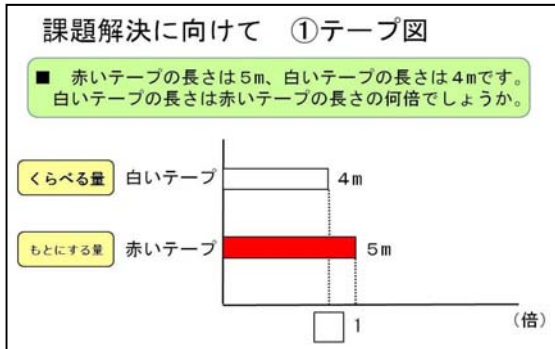 課題解決に向けて　①テープ図
■　赤いテープの長さは５ｍ、白いテープの長さは４ｍです。
白いテープの長さは赤いテープの長さの何倍でしょうか。
くらべる量　白いテープ　４ｍ
もとにする量　赤いテープ　５ｍ
１　（倍）